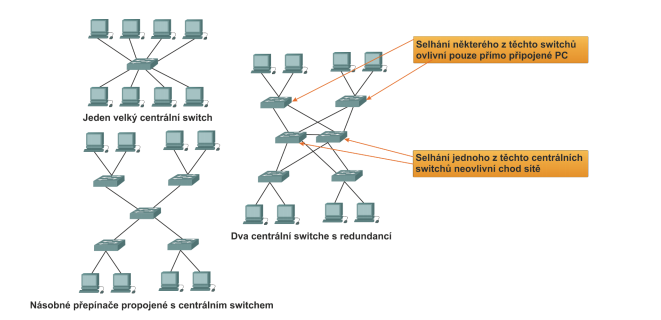 Selhání některého z těchto switchů
ovlivní pouze přímo připojené PC
Jeden velký centrální switch
Selhání jednoho z těchto centrálních
switchů neovlivní chod sítě
Dva centrální switche s redundancí
Násobné přepínače propojené s centrálním switchem